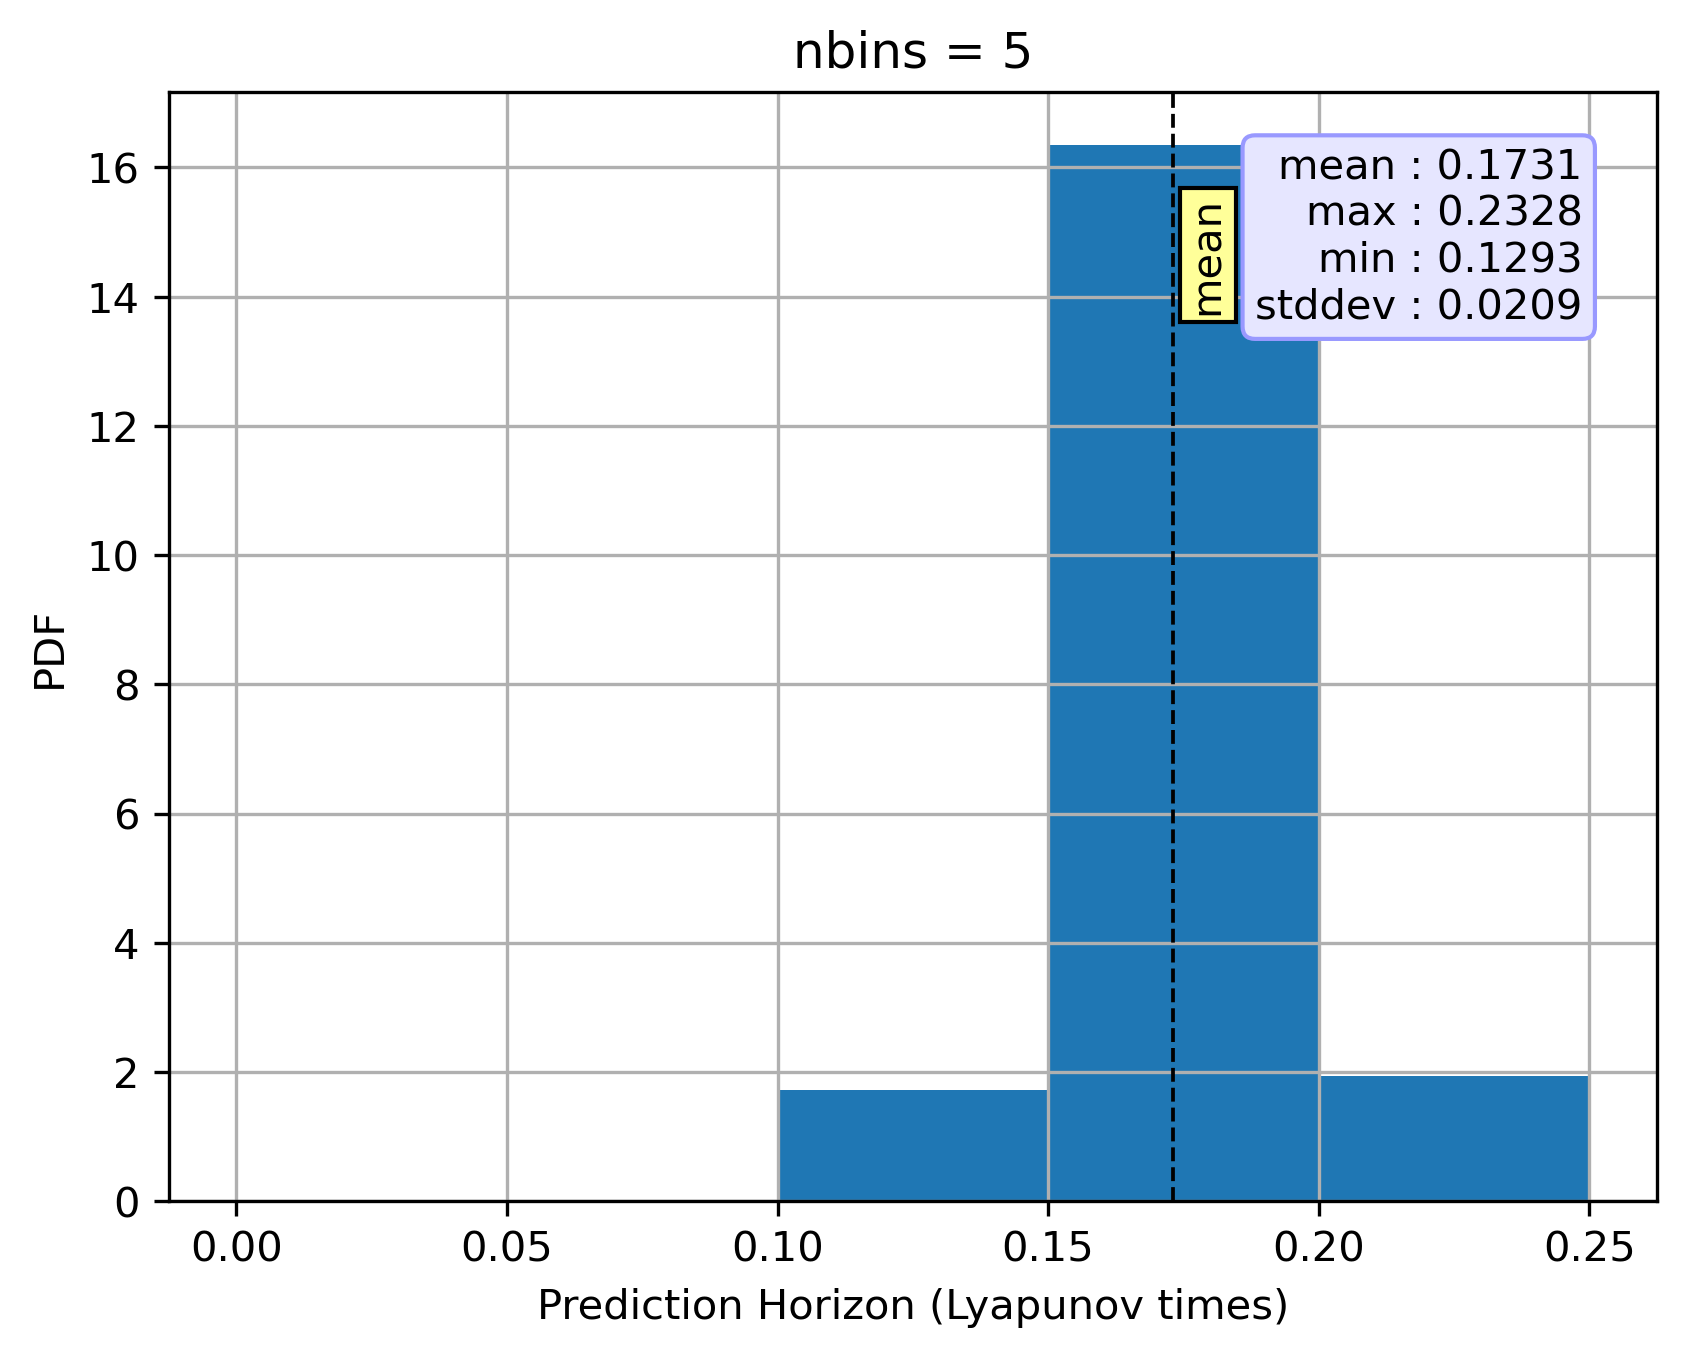 nbins = 5
mean : 0.1731
max : 0.2328
min : 0.1293
stddev : 0.0209
mean
PDF
16
14
12
10
8
6
4
2
0
0.00
0.05
0.10
0.15
0.20
0.25
Prediction Horizon (Lyapunov times)